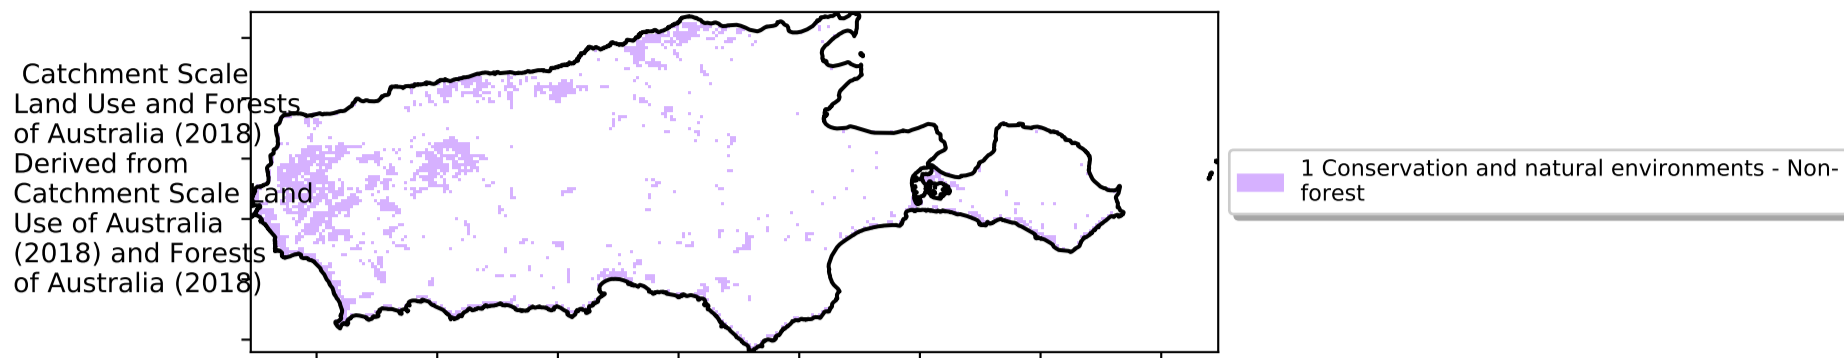 Catchment Scale
Land Use and Forests
of Australia (2018)
Derived from
Catchment Scale Land
Use of Australia
(2018) and Forests
of Australia (2018)
1 Conservation and natural environments - Non-
forest